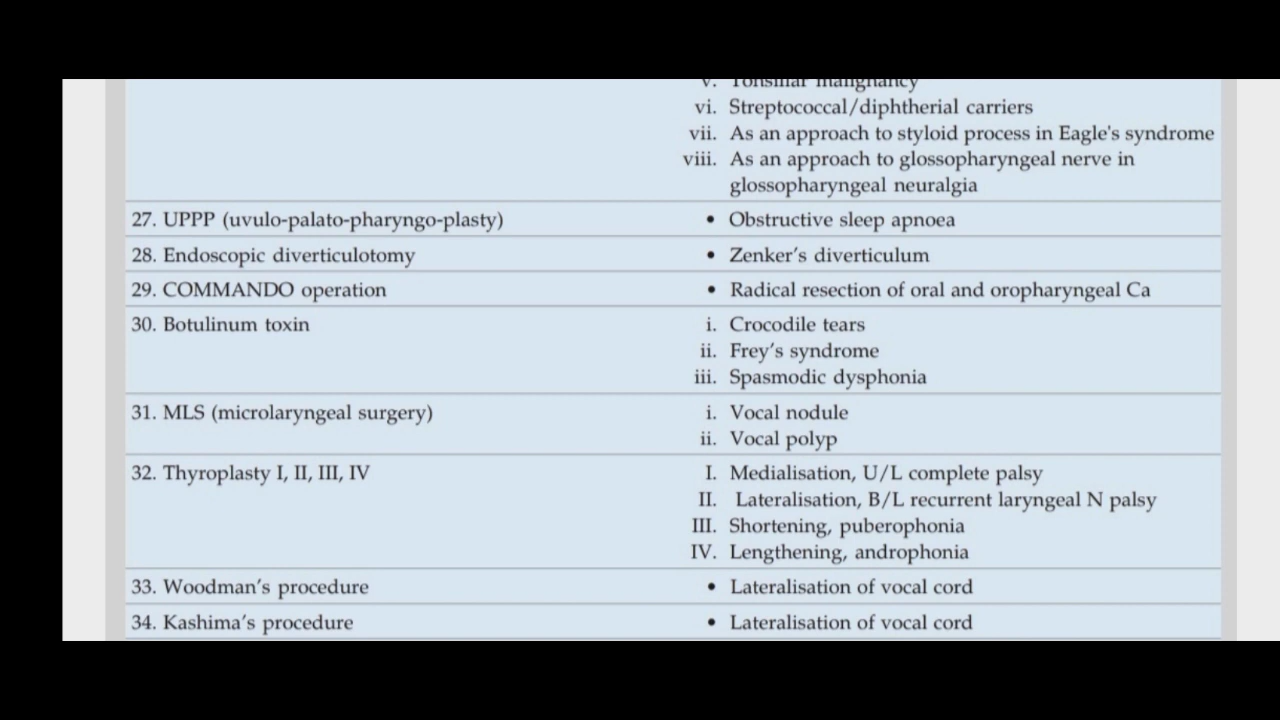 v. Tonsillar malignancy
vi. Streptococcal/diphtherial carriers
vii. As an approach to styloid process in Eagle's syndrome
viii. As an approach to glossopharyngeal nerve in
glossopharyngeal neuralgia
27. UPPP (uvulo-palato-pharyngo-plasty) • Obstructive sleep apnoea
28. Endoscopic diverticulotomy • Zenker's diverticulum
29. COMMANDO operation • Radical resection of oral and oropharyngeal Ca
30. Botulinum toxin i. Crocodile tears
ii. Frey's syndrome
iii. Spasmodic dysphonia
31. MLS (microlaryngeal surgery) i. Vocal nodule
ii. Vocal polyp
32. Thyroplasty I, II, III, IV I. Medialisation, U/L complete palsy
II. Lateralisation, B/L recurrent laryngeal N palsy
III. Shortening, puberophonia
IV. Lengthening, androphonia
33. Woodman's procedure • Lateralisation of vocal cord
34. Kashima's procedure • Lateralisation of vocal cord